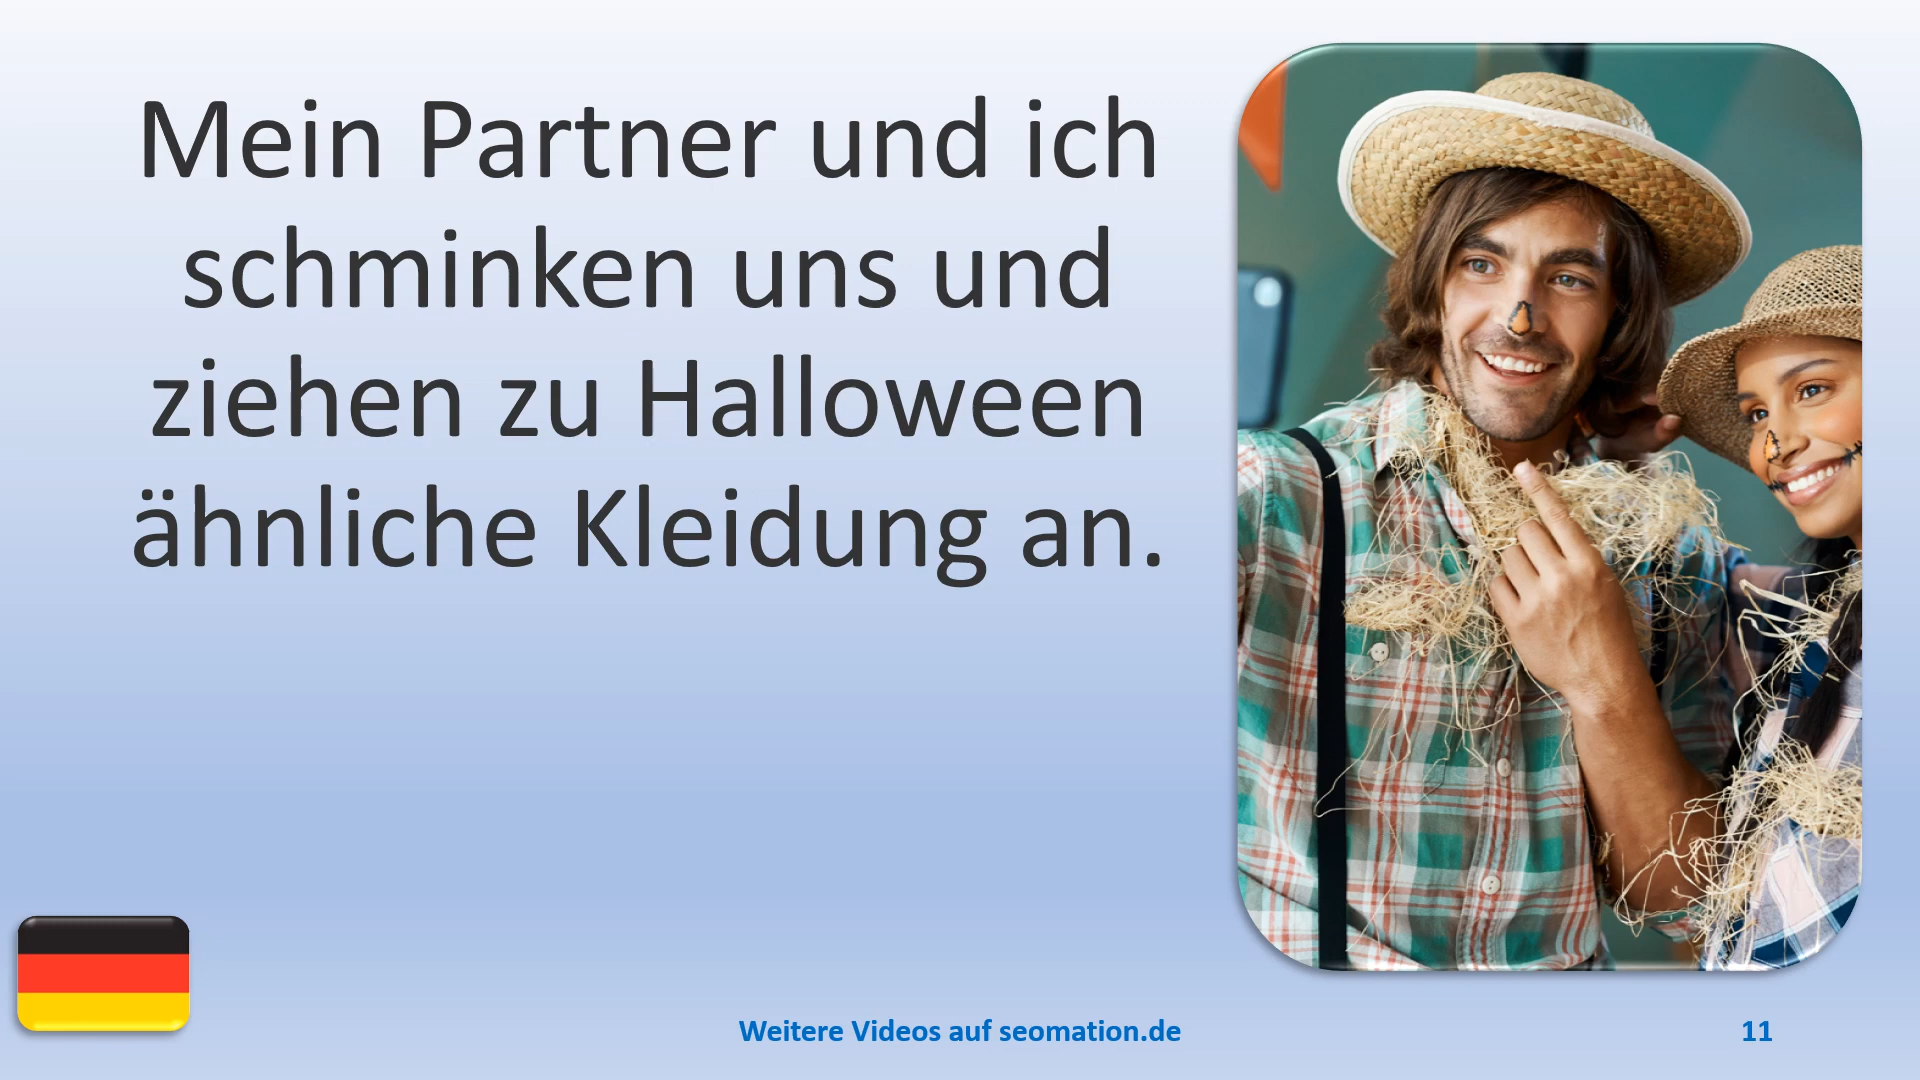 Mein Partner und ich
schminken uns und
ziehen zu Halloween
ähnliche Kleidung an.
Weitere Videos auf seomation.de
11